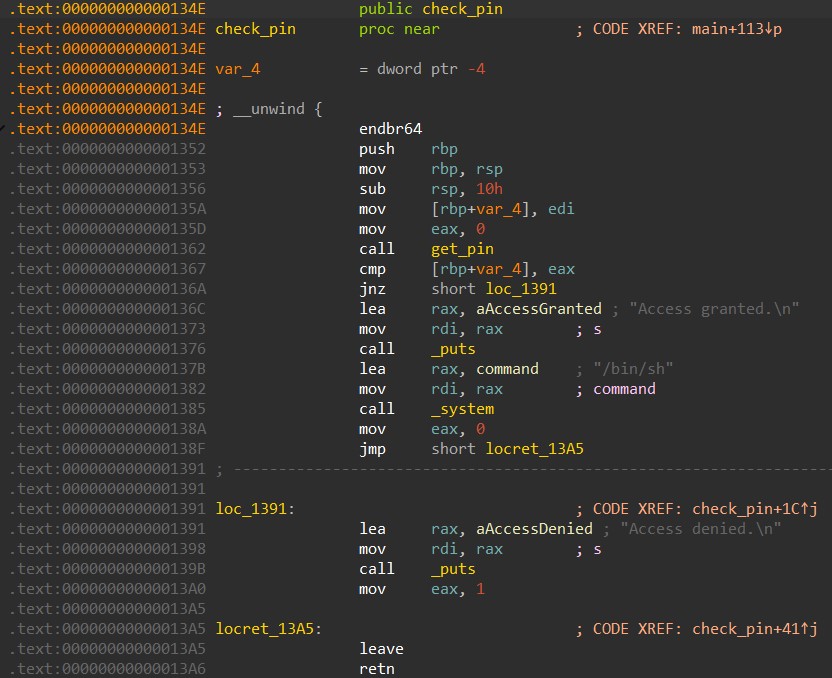 .text:000000000000134E public check_pin
.text:000000000000134E check_pin proc near ; CODE XREF: main+113↓p
.text:000000000000134E
.text:000000000000134E var_4 = dword ptr -4
.text:000000000000134E
.text:000000000000134E ; __unwind {
.text:000000000000134E endbr64
.text:0000000000001352 push rbp
.text:0000000000001353 mov rbp, rsp
.text:0000000000001356 sub rsp, 10h
.text:000000000000135A mov [rbp+var_4], edi
.text:000000000000135D mov eax, 0
.text:0000000000001362 call get_pin
.text:0000000000001367 cmp [rbp+var_4], eax
.text:000000000000136A jnz short loc_1391
.text:000000000000136C lea rax, aAccessGranted ; "Access granted.\n"
.text:0000000000001373 mov rdi, rax ; s
.text:0000000000001376 call _puts
.text:000000000000137B lea rax, command ; "/bin/sh"
.text:0000000000001382 mov rdi, rax ; command
.text:0000000000001385 call _system
.text:000000000000138A mov eax, 0
.text:000000000000138F jmp short locret_13A5
.text:0000000000001391 ; ---------------------------------------------------------------------------
.text:0000000000001391
.text:0000000000001391 loc_1391: ; CODE XREF: check_pin+1C↑j
.text:0000000000001391 lea rax, aAccessDenied ; "Access denied.\n"
.text:0000000000001398 mov rdi, rax ; s
.text:000000000000139B call _puts
.text:00000000000013A0 mov eax, 1
.text:00000000000013A5
.text:00000000000013A5 locret_13A5: ; CODE XREF: check_pin+41↑j
.text:00000000000013A5 leave
.text:00000000000013A6 retn